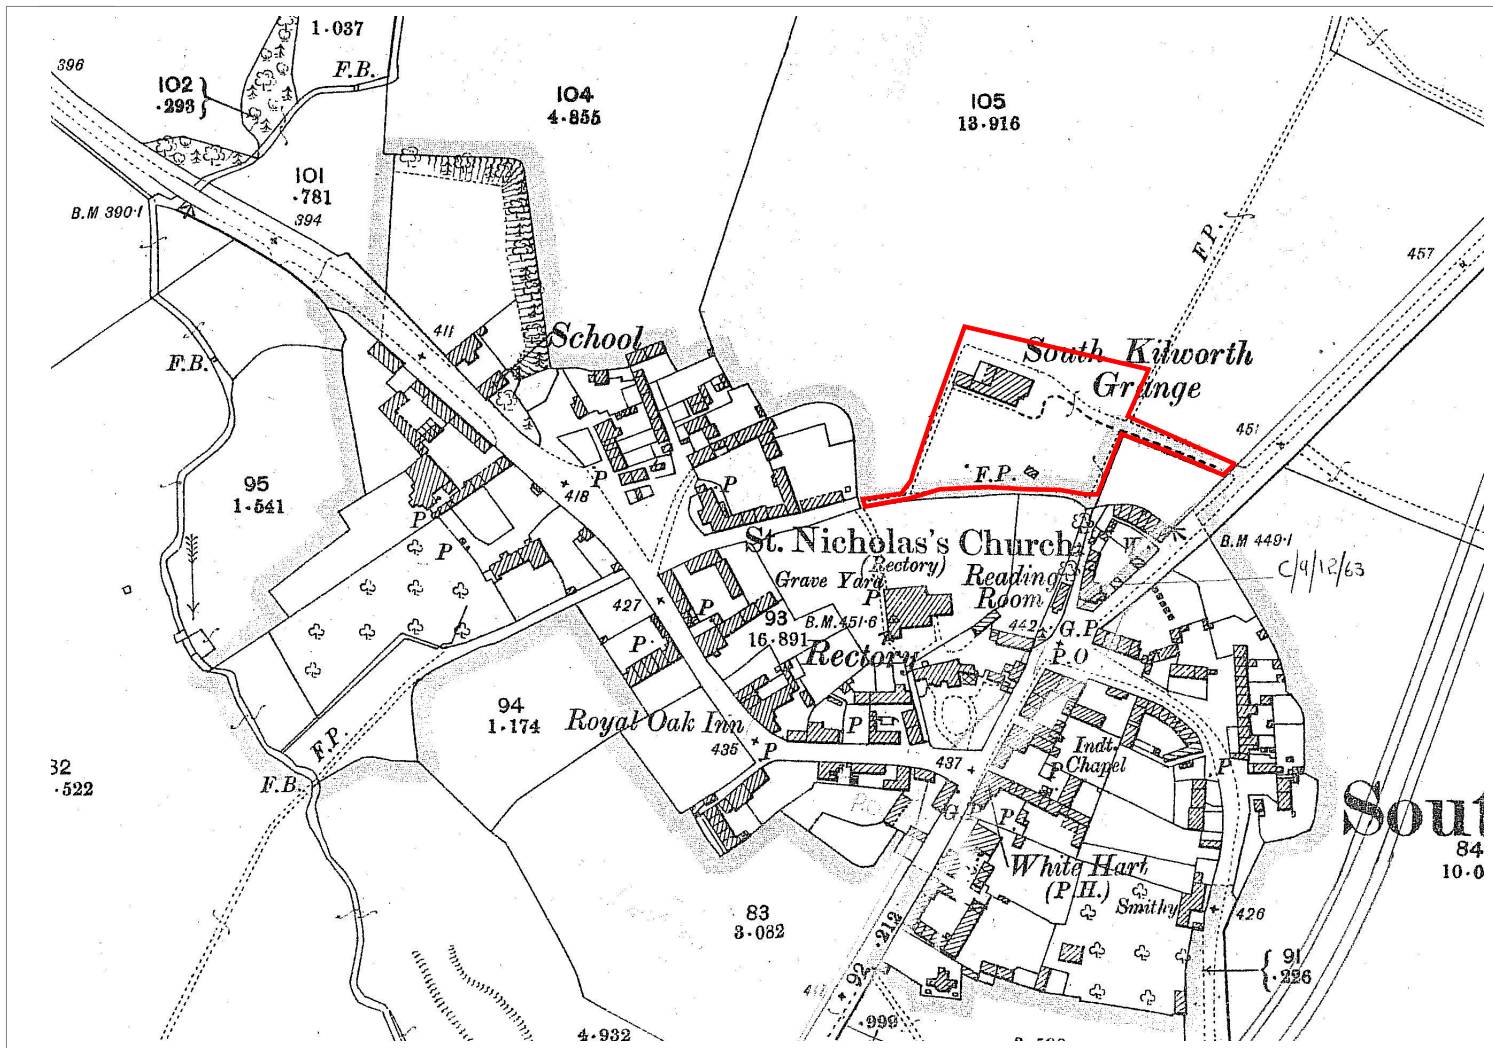 1.037
396
F.B.
102
.293
104
4.855
105
13.916
101
.781
B.M 390.1
394
F.P.
457
411
School
South Kilworth
Grange
F.B.
451
95
1.541
P
418
P
P
F.P.
P
St. Nicholas's Church
(Rectory)
B.M 449.1
C/9/12/63
Grave Yard
Reading
Room
P
427
P
93
16.891
B.M. 451.6
442
G.P.
P.O
P
Rectory
94
1.174
Royal Oak Inn
P
435
P
F.P.
F.B.
437
Indt.
Chapel
P
P
32
.522
P.O
G.P
P.
Sout
84
10.0
White Hart
(P.H.)
Smithy
426
83
3.082
.212
92
91
.226
4.932
.999